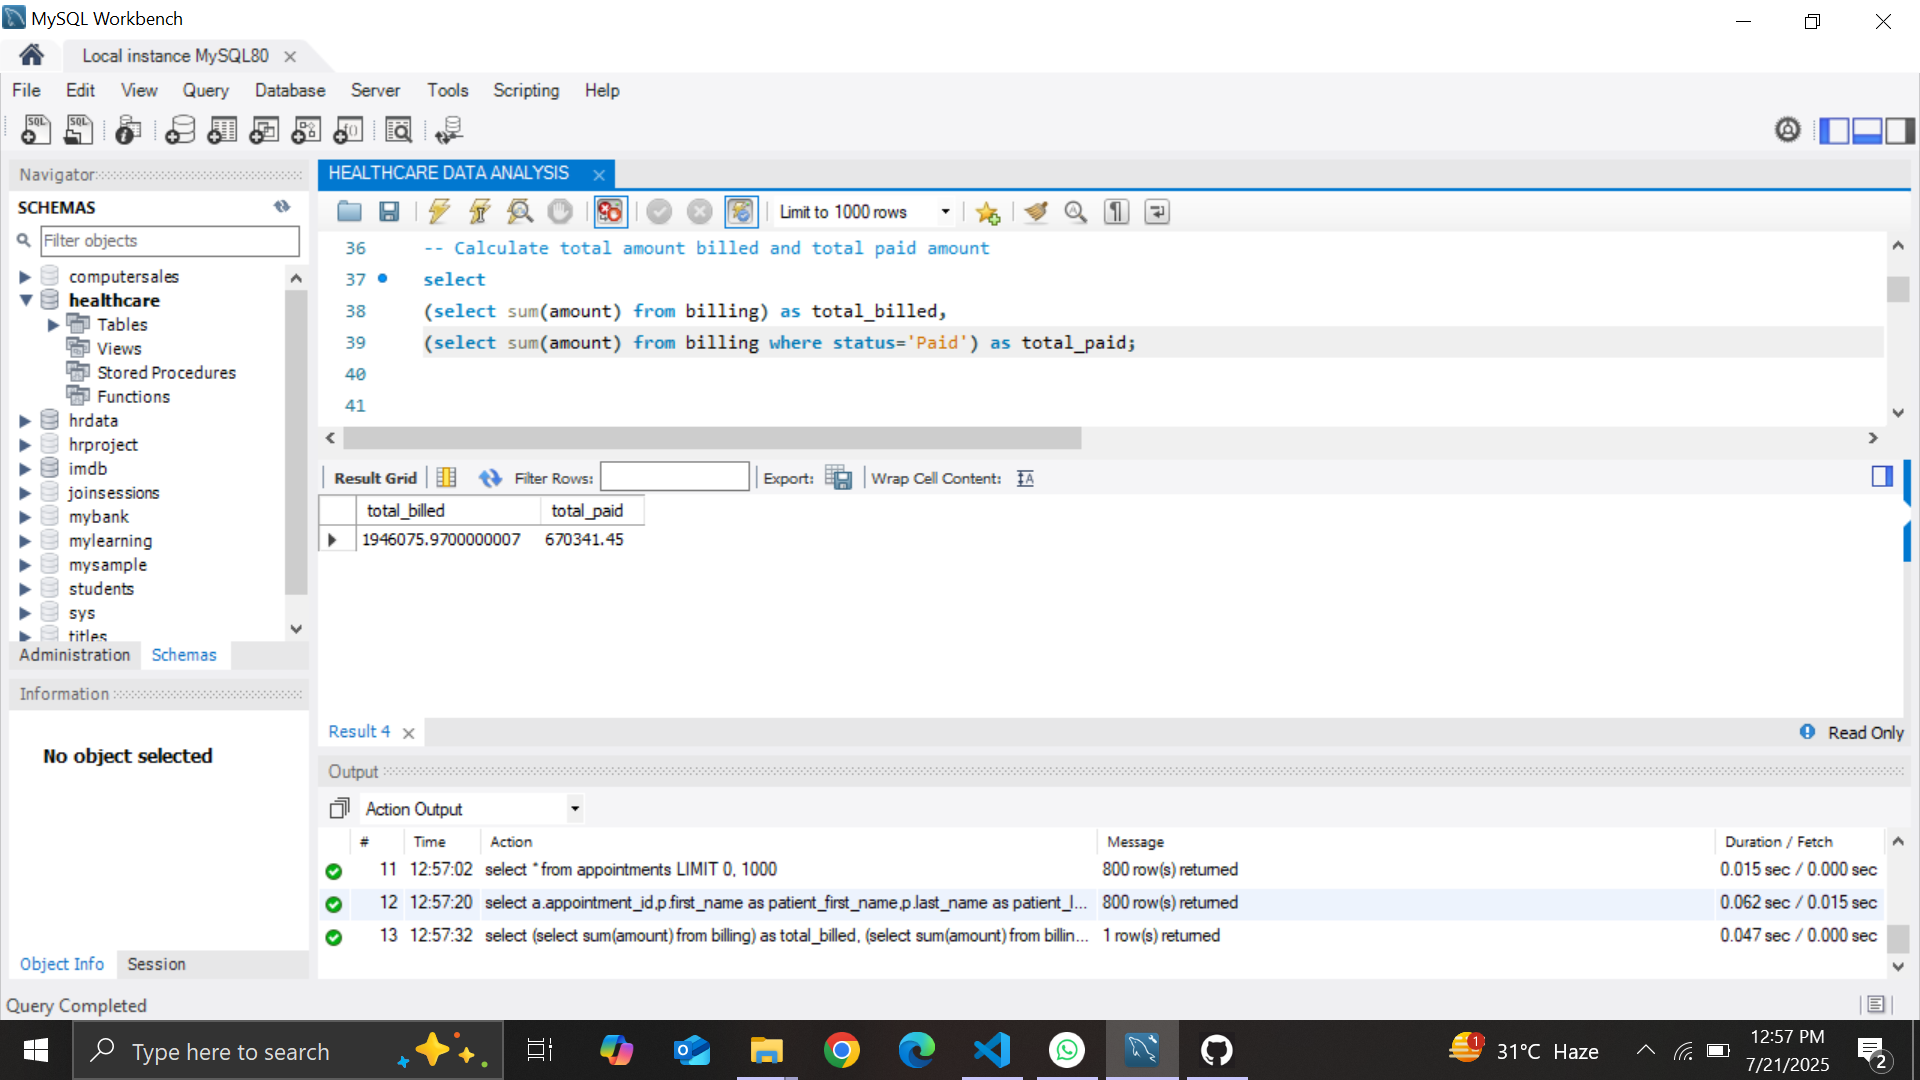 MySQL Workbench
Local instance MySQL80
File Edit View Query Database Server Tools Scripting Help
Navigator
SCHEMAS
Filter objects
computersales
healthcare
Tables
Views
Stored Procedures
Functions
hrdata
hrproject
imdb
joinsessions
mybank
mylearning
mysample
students
sys
titles
Administration Schemas
Information
No object selected
Object Info Session
HEALTHCARE DATA ANALYSIS
Limit to 1000 rows
36 -- Calculate total amount billed and total paid amount
37 select
38 (select sum(amount) from billing) as total_billed,
39 (select sum(amount) from billing where status='Paid') as total_paid;
40
41
Result Grid Filter Rows: Export: Wrap Cell Content:
total_billed total_paid
1946075.9700000007 670341.45
Result 4 Read Only
Output
Action Output
# Time Action Message Duration / Fetch
11 12:57:02 select * from appointments LIMIT 0, 1000 800 row(s) returned 0.015 sec / 0.000 sec
12 12:57:20 select a.appointment_id,p.first_name as patient_first_name,p.last_name as patient_l... 800 row(s) returned 0.062 sec / 0.015 sec
13 12:57:32 select (select sum(amount) from billing) as total_billed, (select sum(amount) from billin... 1 row(s) returned 0.047 sec / 0.000 sec
Query Completed
Type here to search
1
31°C Haze
12:57 PM
7/21/2025
2